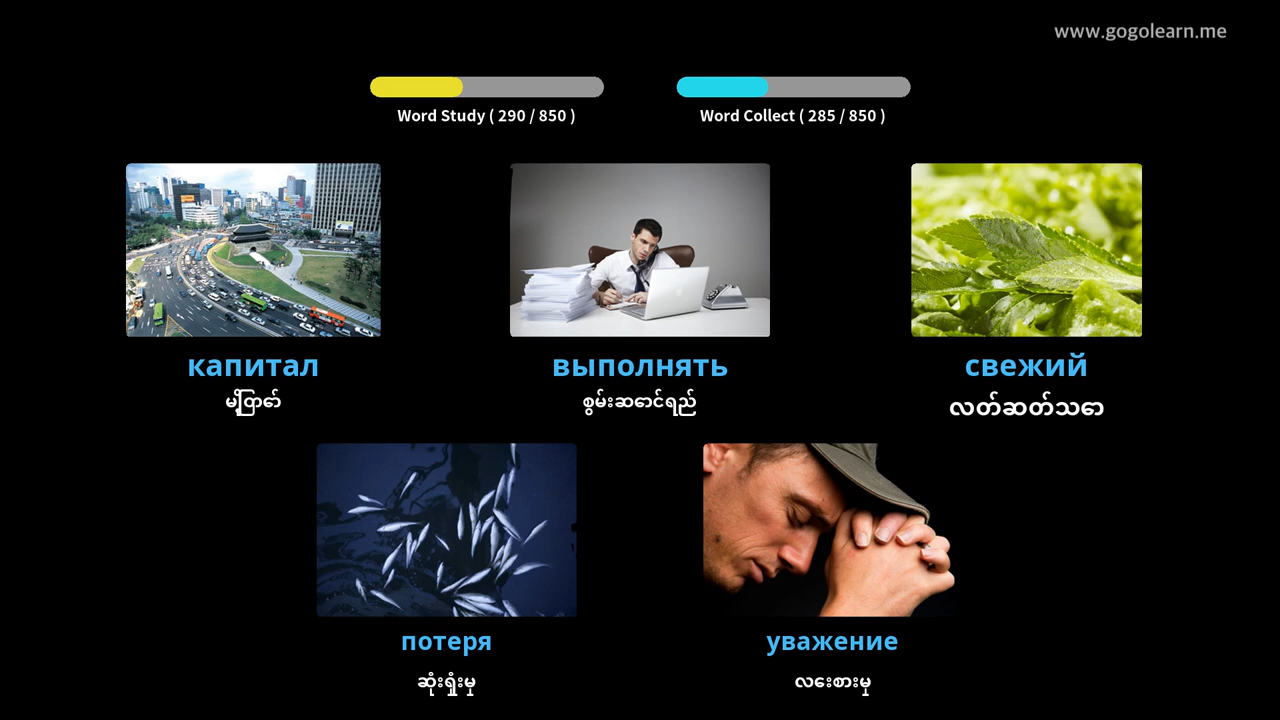 www.gogolearn.me
Word Study ( 290 / 850 )
Word Collect ( 285 / 850 )
капитал
выполнять
свежий
မြို့တော်
စွမ်းဆောင်ရည်
လတ်ဆတ်သော
потеря
уважение
ဆုံးရှုံးမှု
လေးစားမှု